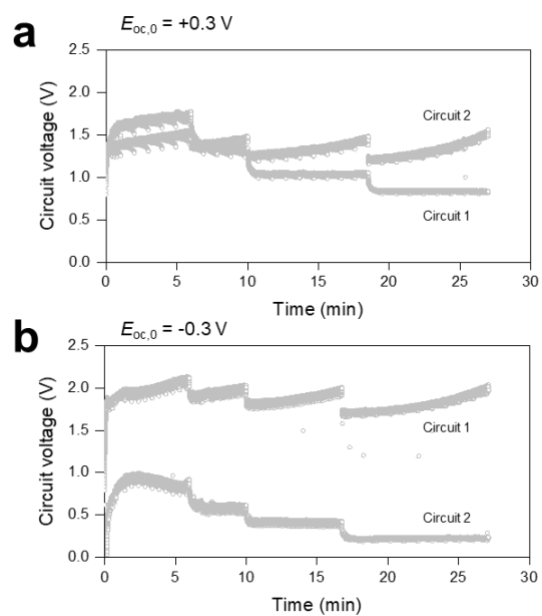 a
E_oc,0 = +0.3 V
2.5
2.0
1.5
1.0
0.5
0.0
Circuit voltage (V)
Circuit 2
Circuit 1
0 5 10 15 20 25 30
Time (min)
b
E_oc,0 = -0.3 V
2.5
2.0
1.5
1.0
0.5
0.0
Circuit voltage (V)
Circuit 1
Circuit 2
0 5 10 15 20 25 30
Time (min)